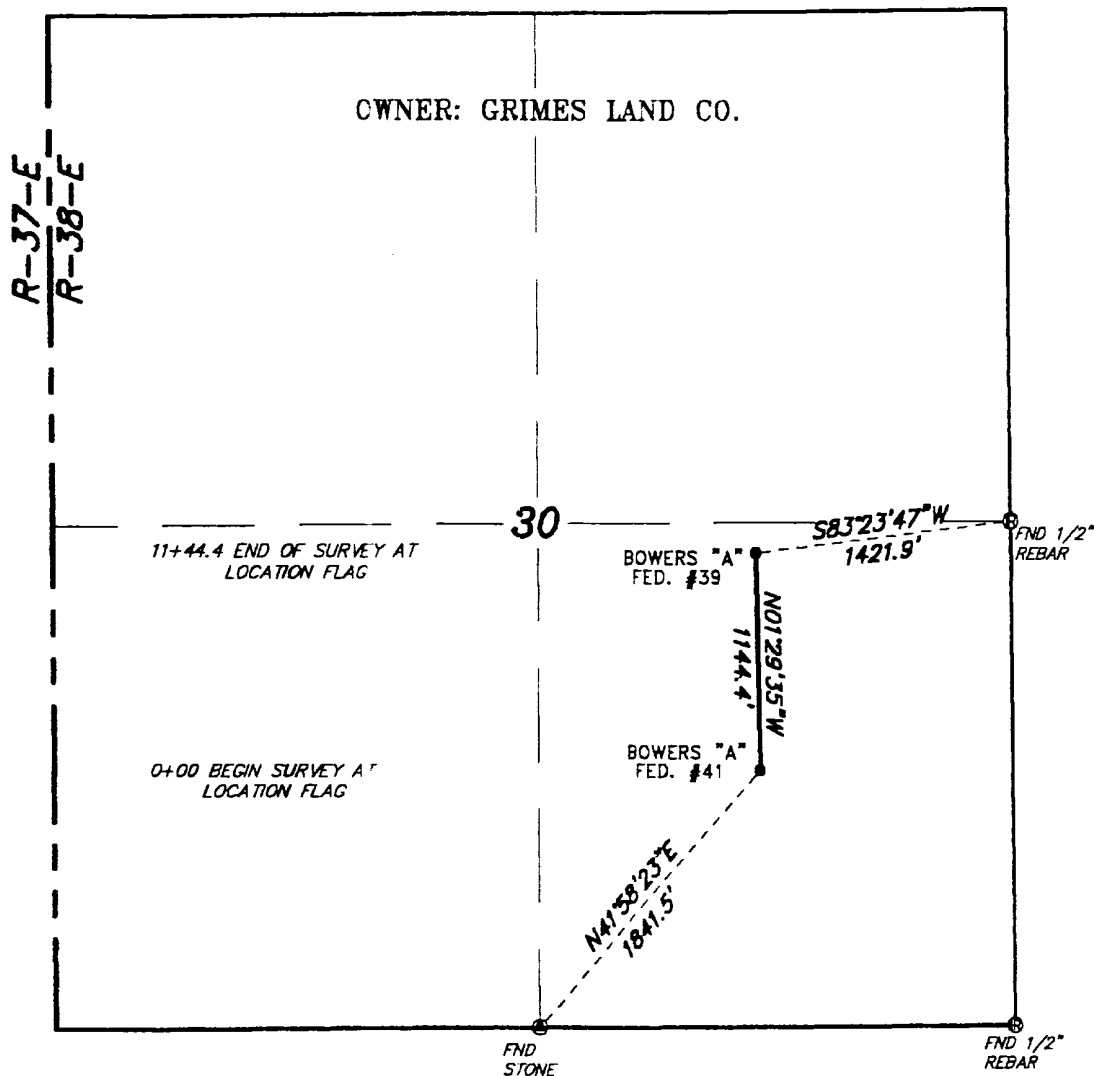 OWNER: GRIMES LAND CO.
R-37-E
R-38-E
30
S83°23'47"W
1421.9'
FND 1/2"
REBAR
11+44.4 END OF SURVEY AT
LOCATION FLAG
BOWERS "A"
FED. #39
N01°29'35"W
1144.4'
0+00 BEGIN SURVEY AT
LOCATION FLAG
BOWERS "A"
FED. #41
N41°58'23"E
1841.5'
FND
STONE
FND 1/2"
REBAR